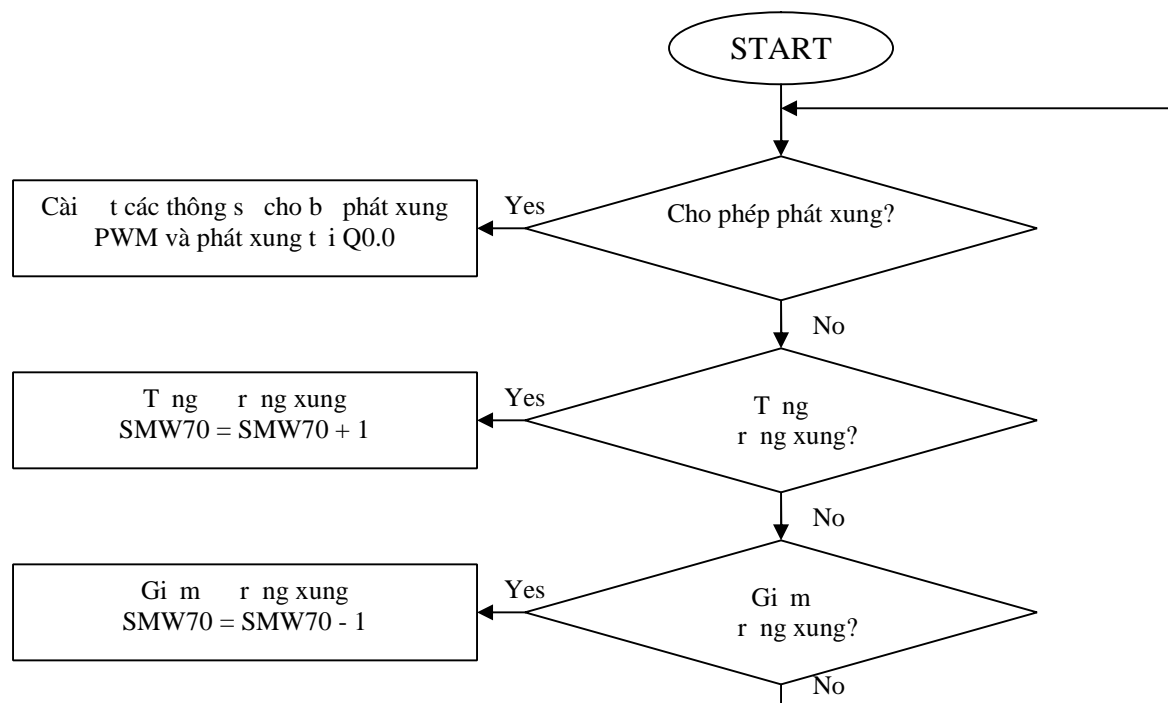 START
Cho phép phát xung?
Yes
Cài t các thông s cho b phát xung
PWM và phát xung t i Q0.0
No
T ng
r ng xung?
Yes
T ng r ng xung
SMW70 = SMW70 + 1
No
Gi m
r ng xung?
Yes
Gi m r ng xung
SMW70 = SMW70 - 1
No